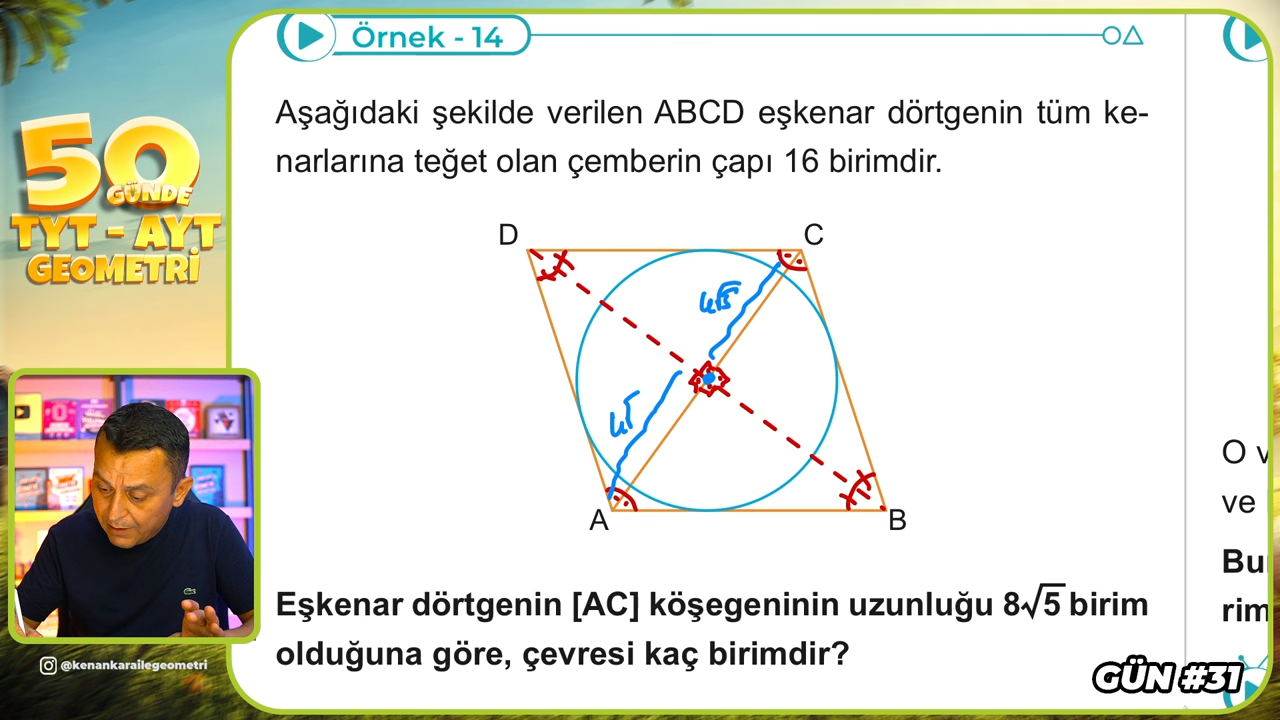 50
GÜNDE
TYT - AYT
GEOMETRİ
Örnek - 14
Aşağıdaki şekilde verilen ABCD eşkenar dörtgenin tüm ke-
narlarına teğet olan çemberin çapı 16 birimdir.
D
C
4√5
4√
A
B
Eşkenar dörtgenin [AC] köşegeninin uzunluğu 8√5 birim
olduğuna göre, çevresi kaç birimdir?
O v
ve
Bu
rim
@kenankarailegeometri
GÜN #31